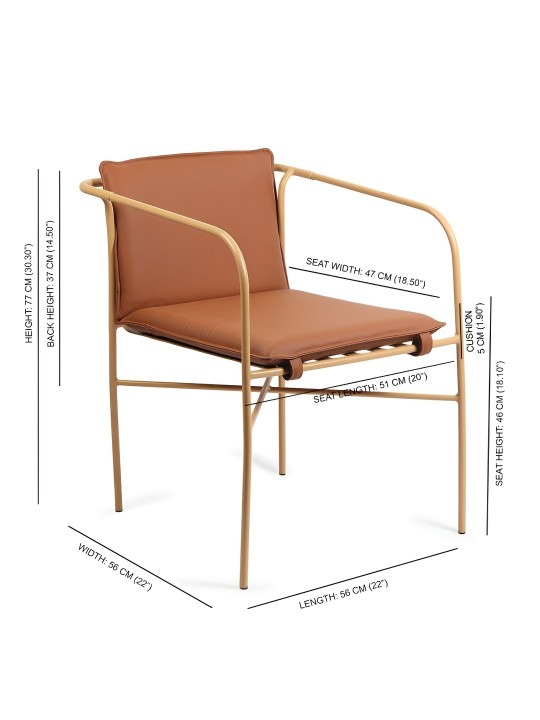 HEIGHT: 77 CM (30.30")
BACK HEIGHT: 37 CM (14.50")
SEAT WIDTH: 47 CM (18.50")
CUSHION
5 CM (1.90")
SEAT LENGTH: 51 CM (20")
SEAT HEIGHT: 46 CM (18.10")
WIDTH: 56 CM (22")
LENGTH: 56 CM (22")